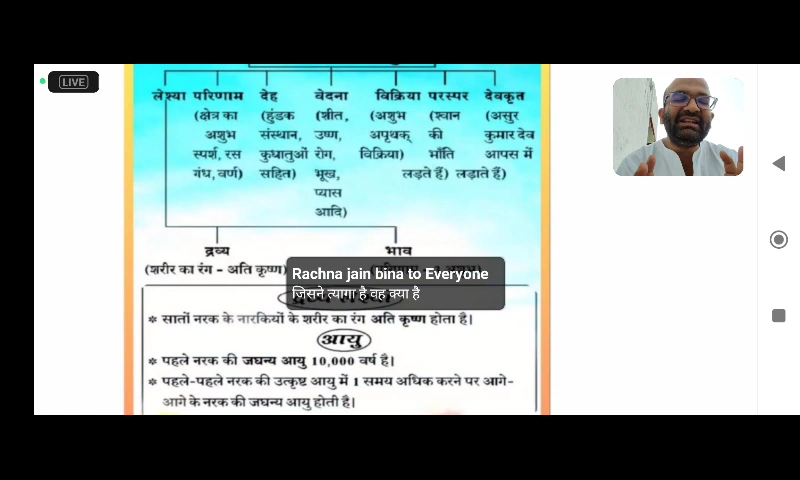 LIVE
लेश्या परिणाम देह वेदना विक्रिया परस्पर देवकृत
(क्षेत्र का (हुंडक (शीत, (अशुभ (श्वान (असुर
अशुभ संस्थान, उष्ण, अपृथक् की कुमार देव
स्पर्श, रस कुधातुओं रोग, विक्रिया) भाँति आपस में
गंध, वर्ण) सहित) भूख, लड़ते हैं) लड़ाते हैं)
प्यास
आदि)
द्रव्य भाव
(शरीर का रंग - अति कृष्ण)
Rachna jain bina to Everyone
जिसने त्यागा है वह क्या है
* सातों नरक के नारकियों के शरीर का रंग अति कृष्ण होता है।
आयु
* पहले नरक की जघन्य आयु 10,000 वर्ष है।
* पहले-पहले नरक की उत्कृष्ट आयु में 1 समय अधिक करने पर आगे-
आगे के नरक की जघन्य आयु होती है।